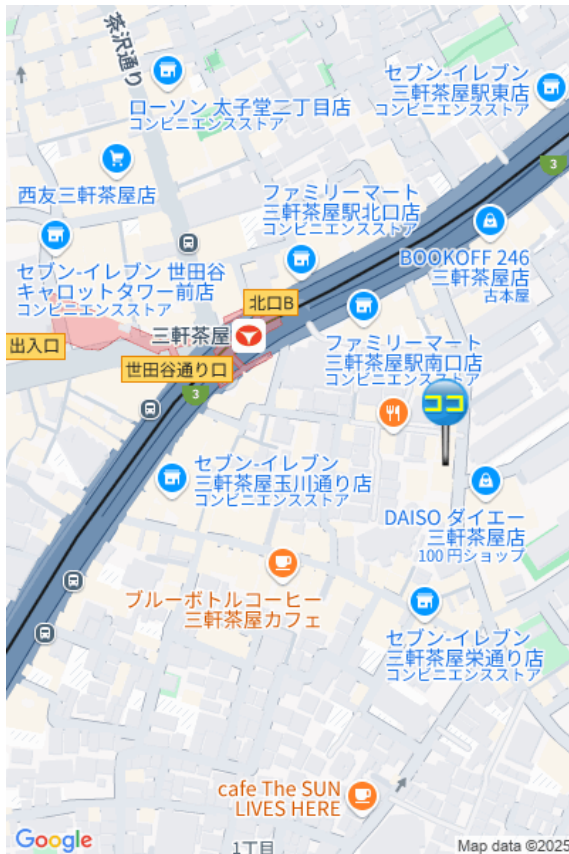 茶沢通り
セブン-イレブン
三軒茶屋駅東店
コンビニエンスストア
ローソン 太子堂二丁目店
コンビニエンスストア
3
西友三軒茶屋店
ファミリーマート
三軒茶屋駅北口店
コンビニエンスストア
BOOKOFF 246
三軒茶屋店
古本屋
セブン-イレブン 世田谷
キャロットタワー前店
コンビニエンスストア
北口B
三軒茶屋
出入口
世田谷通り口
3
ファミリーマート
三軒茶屋駅南口店
コンビニエンスストア
ココ
セブン-イレブン
三軒茶屋玉川通り店
コンビニエンスストア
DAISO ダイエー
三軒茶屋店
100 円ショップ
ブルーボトルコーヒー
三軒茶屋カフェ
セブン-イレブン
三軒茶屋栄通り店
コンビニエンスストア
cafe The SUN
LIVES HERE
Google
1丁目
Map data ©2025